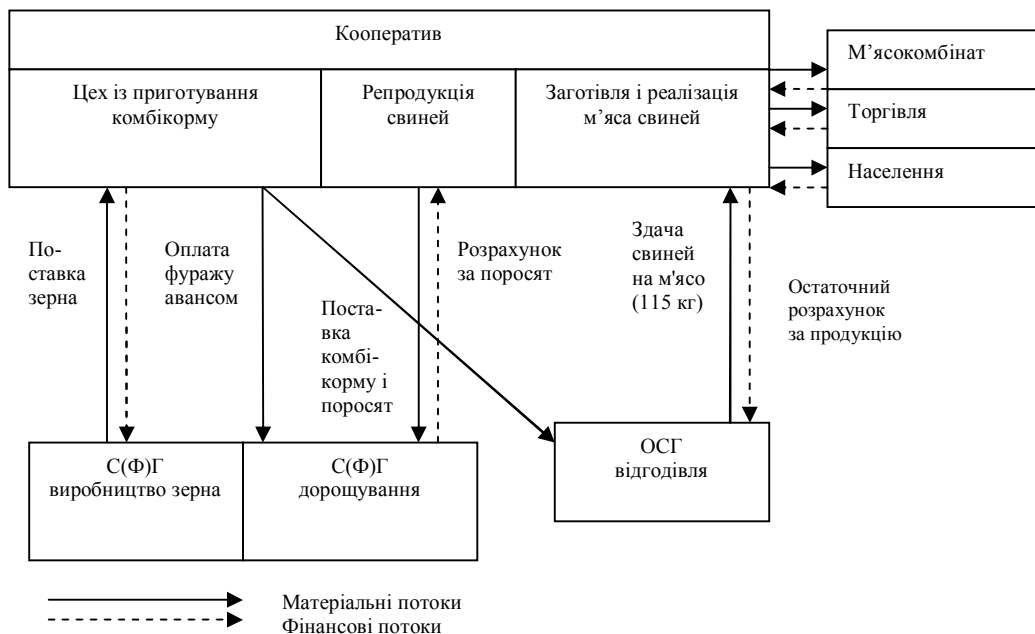 Кооператив
Цех із приготування
комбікорму
Репродукція
свиней
Заготівля і реалізація
м’яса свиней
М’ясокомбінат
Торгівля
Населення
По-
ставка
зерна
Оплата
фуражу
авансом
Поста-
вка
комбі-
корму і
поросят
Розрахунок
за поросят
Здача
свиней
на м'ясо
(115 кг)
Остаточний
розрахунок
за продукцію
С(Ф)Г
виробництво зерна
С(Ф)Г
дорощування
ОСГ
відгодівля
Матеріальні потоки
Фінансові потоки